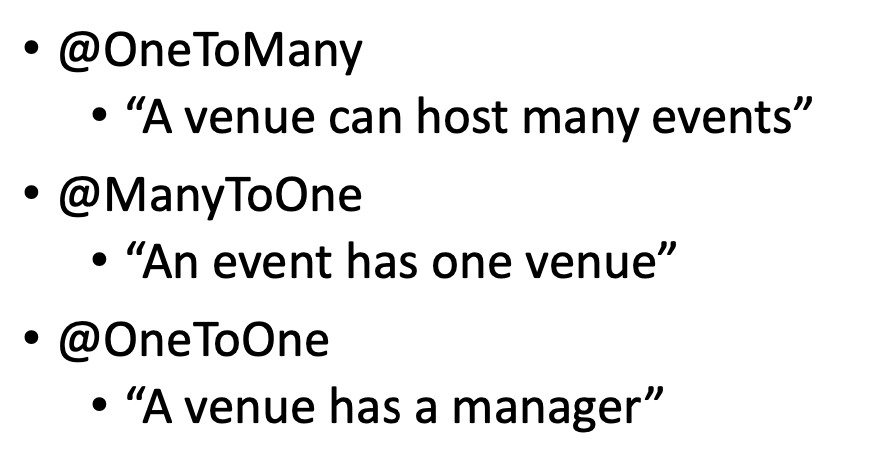 • @OneToMany
• “A venue can host many events”
• @ManyToOne
• “An event has one venue”
• @OneToOne
• “A venue has a manager”